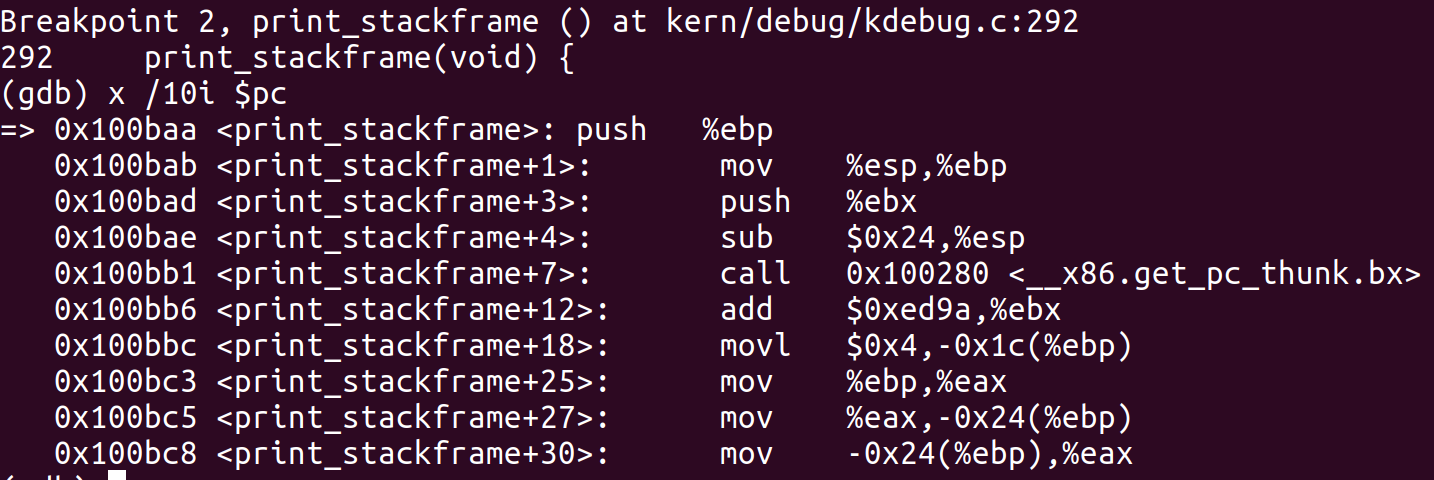 Breakpoint 2, print_stackframe () at kern/debug/kdebug.c:292
292     print_stackframe(void) {
(gdb) x /10i $pc
=> 0x100baa <print_stackframe>: push   %ebp
   0x100bab <print_stackframe+1>:       mov    %esp,%ebp
   0x100bad <print_stackframe+3>:       push   %ebx
   0x100bae <print_stackframe+4>:       sub    $0x24,%esp
   0x100bb1 <print_stackframe+7>:       call   0x100280 <__x86.get_pc_thunk.bx>
   0x100bb6 <print_stackframe+12>:      add    $0xed9a,%ebx
   0x100bbc <print_stackframe+18>:      movl   $0x4,-0x1c(%ebp)
   0x100bc3 <print_stackframe+25>:      mov    %ebp,%eax
   0x100bc5 <print_stackframe+27>:      mov    %eax,-0x24(%ebp)
   0x100bc8 <print_stackframe+30>:      mov    -0x24(%ebp),%eax